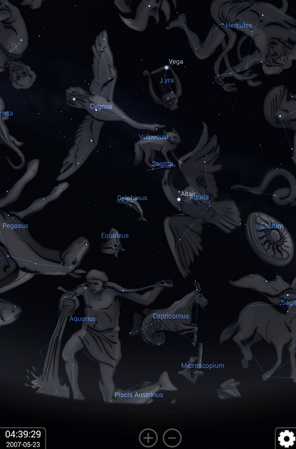 Hercules
Vega
Lyra
Cygnus
Vulpecula
Sagitta
Altair
Aquila
Delphinus
Pegasus
Equuleus
Scutum
Aquarius
Capricornus
Microscopium
Piscis Austrinus
04:39:29
2007-05-23